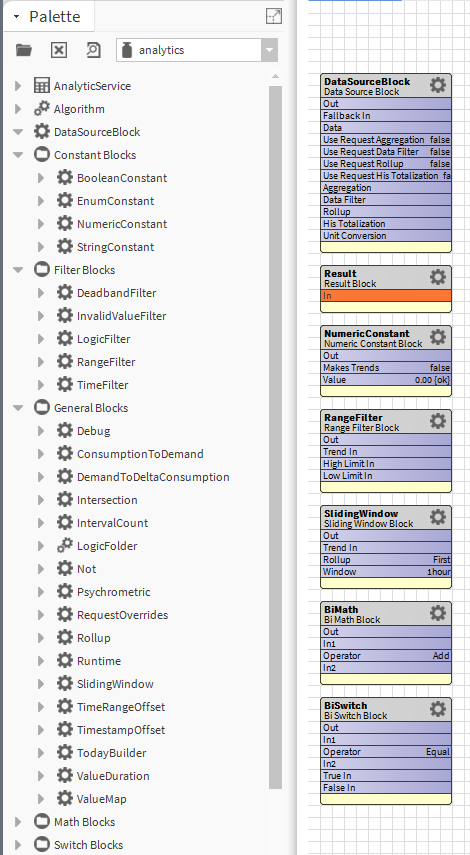 Palette
analytics
AnalyticService
Algorithm
DataSourceBlock
Constant Blocks
BooleanConstant
EnumConstant
NumericConstant
StringConstant
Filter Blocks
DeadbandFilter
InvalidValueFilter
LogicFilter
RangeFilter
TimeFilter
General Blocks
Debug
ConsumptionToDemand
DemandToDeltaConsumption
Intersection
IntervalCount
LogicFolder
Not
Psychrometric
RequestOverrides
Rollup
Runtime
SlidingWindow
TimeRangeOffset
TimestampOffset
TodayBuilder
ValueDuration
ValueMap
Math Blocks
Switch Blocks
DataSourceBlock
Data Source Block
Out
Fallback In
Data
Use Request Aggregation false
Use Request Data Filter false
Use Request Rollup false
Use Request His Totalization fa
Aggregation
Data Filter
Rollup
His Totalization
Unit Conversion
Result
Result Block
In
NumericConstant
Numeric Constant Block
Out
Makes Trends false
Value 0.00 {ok}
RangeFilter
Range Filter Block
Out
Trend In
High Limit In
Low Limit In
SlidingWindow
Sliding Window Block
Out
Trend In
Rollup First
Window 1hour
BiMath
Bi Math Block
Out
In1
Operator Add
In2
BiSwitch
Bi Switch Block
Out
In1
Operator Equal
In2
True In
False In